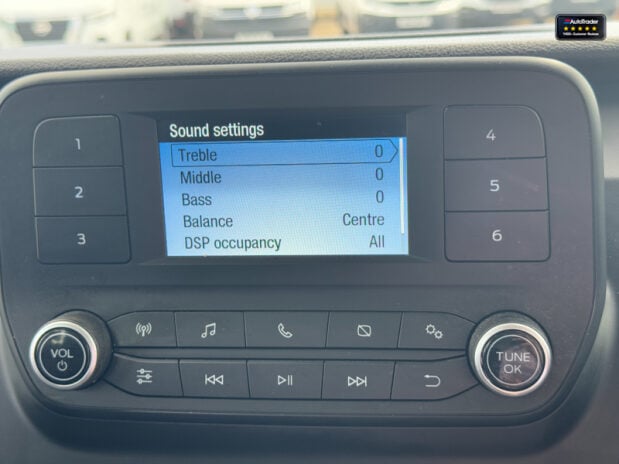 AutoTrader
Sound settings
Treble 0
Middle 0
Bass 0
Balance Centre
DSP occupancy All
1
2
3
4
5
6
VOL
TUNE
OK